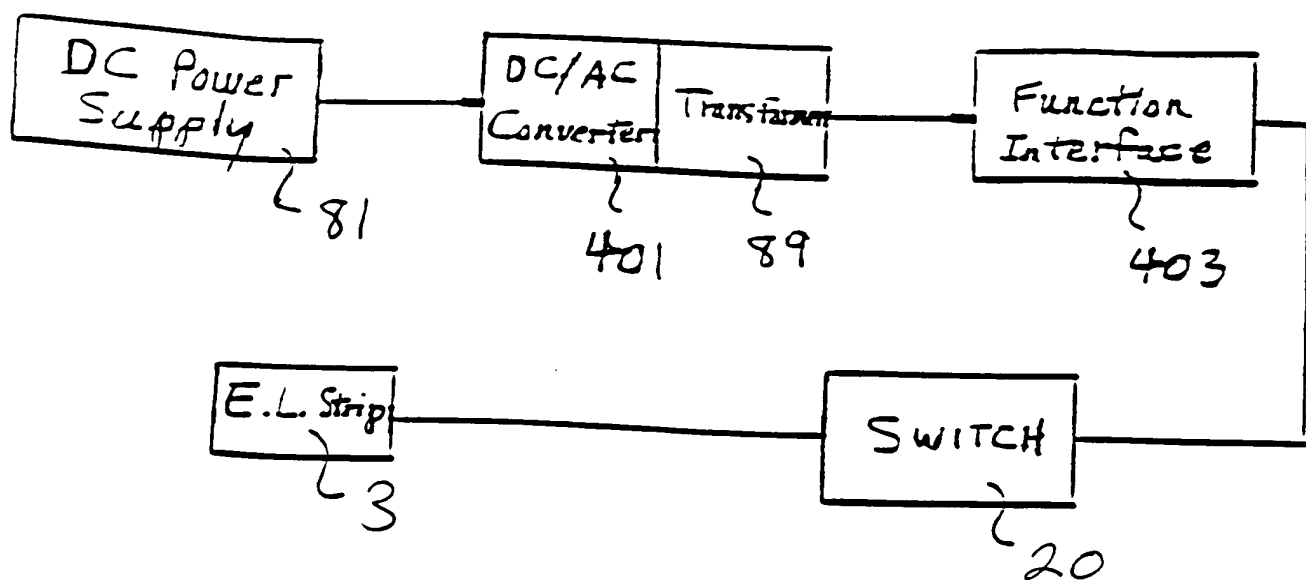 DC Power
Supply
DC/AC
Converter
Transformer
Function
Interface
81
401
89
403
E.L. Strip
SWITCH
3
20